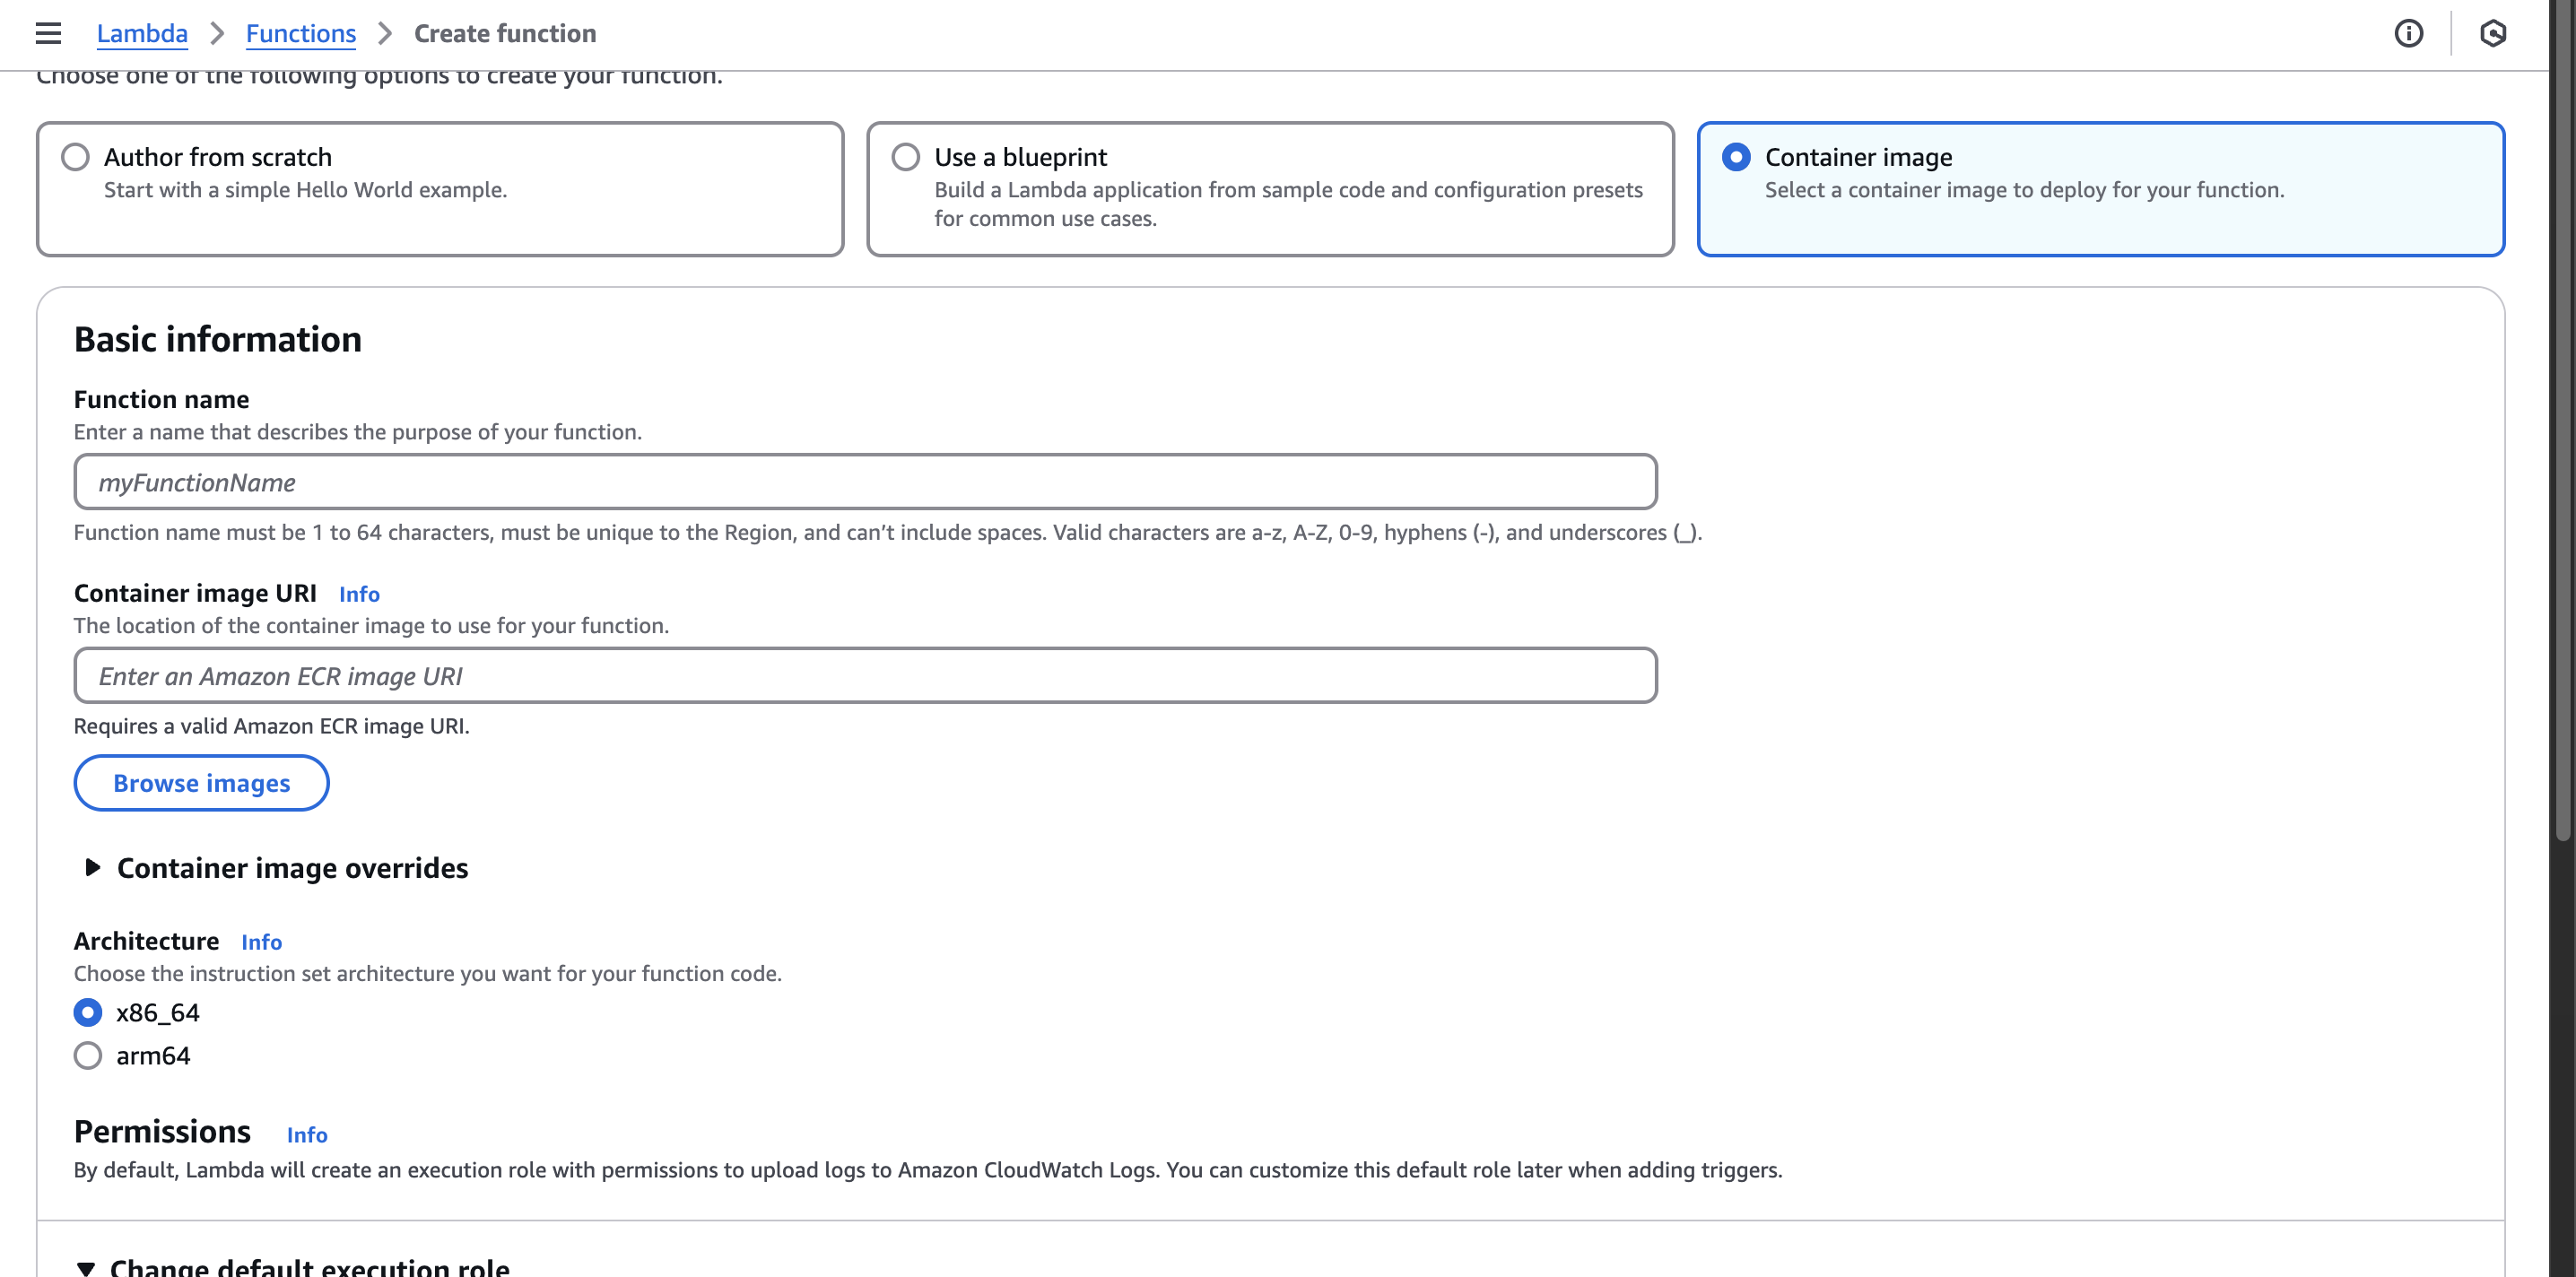 Lambda > Functions > Create function
Choose one of the following options to create your function.
Author from scratch
Start with a simple Hello World example.
Use a blueprint
Build a Lambda application from sample code and configuration presets
for common use cases.
Container image
Select a container image to deploy for your function.
Basic information
Function name
Enter a name that describes the purpose of your function.
myFunctionName
Function name must be 1 to 64 characters, must be unique to the Region, and can’t include spaces. Valid characters are a-z, A-Z, 0-9, hyphens (-), and underscores (_).
Container image URI Info
The location of the container image to use for your function.
Enter an Amazon ECR image URI
Requires a valid Amazon ECR image URI.
Browse images
Container image overrides
Architecture Info
Choose the instruction set architecture you want for your function code.
x86_64
arm64
Permissions Info
By default, Lambda will create an execution role with permissions to upload logs to Amazon CloudWatch Logs. You can customize this default role later when adding triggers.
Change default execution role